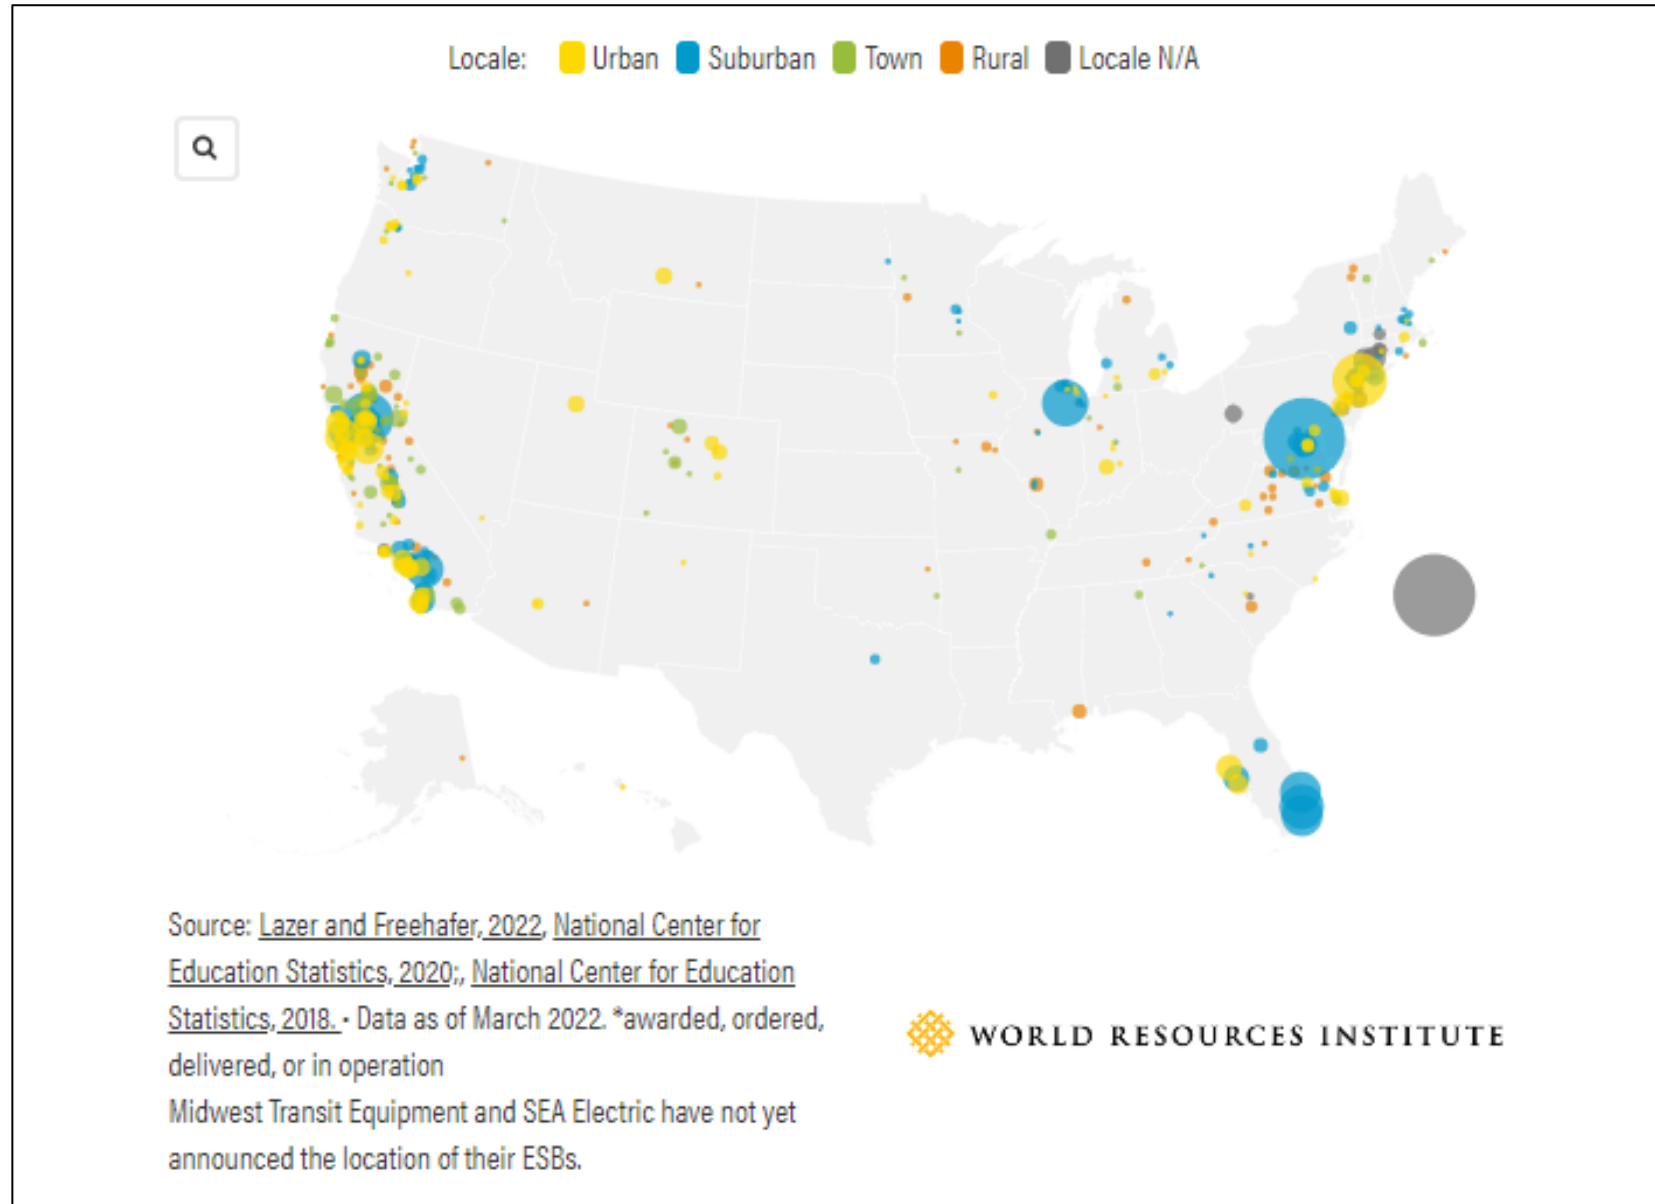 Locale: Urban Suburban Town Rural Locale N/A
Source: Lazer and Freehafer, 2022, National Center for
Education Statistics, 2020;, National Center for Education
Statistics, 2018. · Data as of March 2022. *awarded, ordered,
delivered, or in operation
Midwest Transit Equipment and SEA Electric have not yet
announced the location of their ESBs.
WORLD RESOURCES INSTITUTE